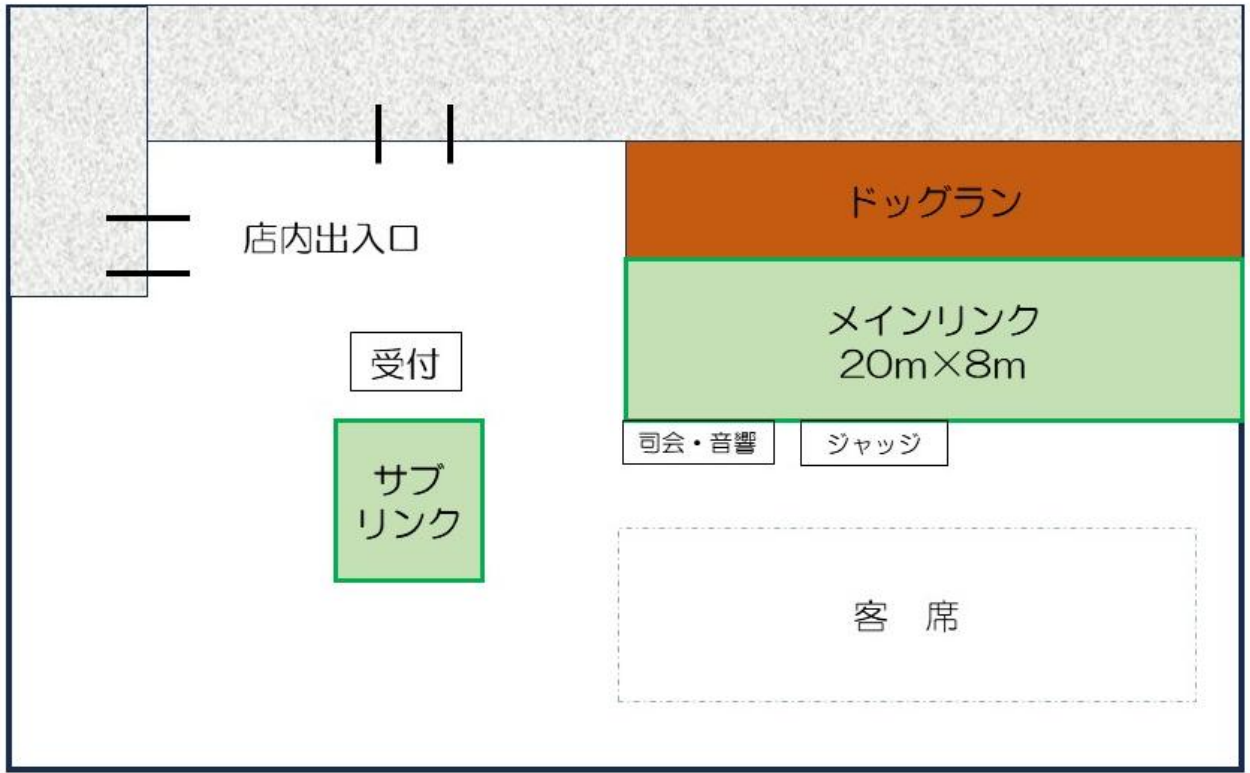 ドッグラン
店内出入口
メインリンク
20m×8m
受付
司会・音響
ジャッジ
サブ
リンク
客　席